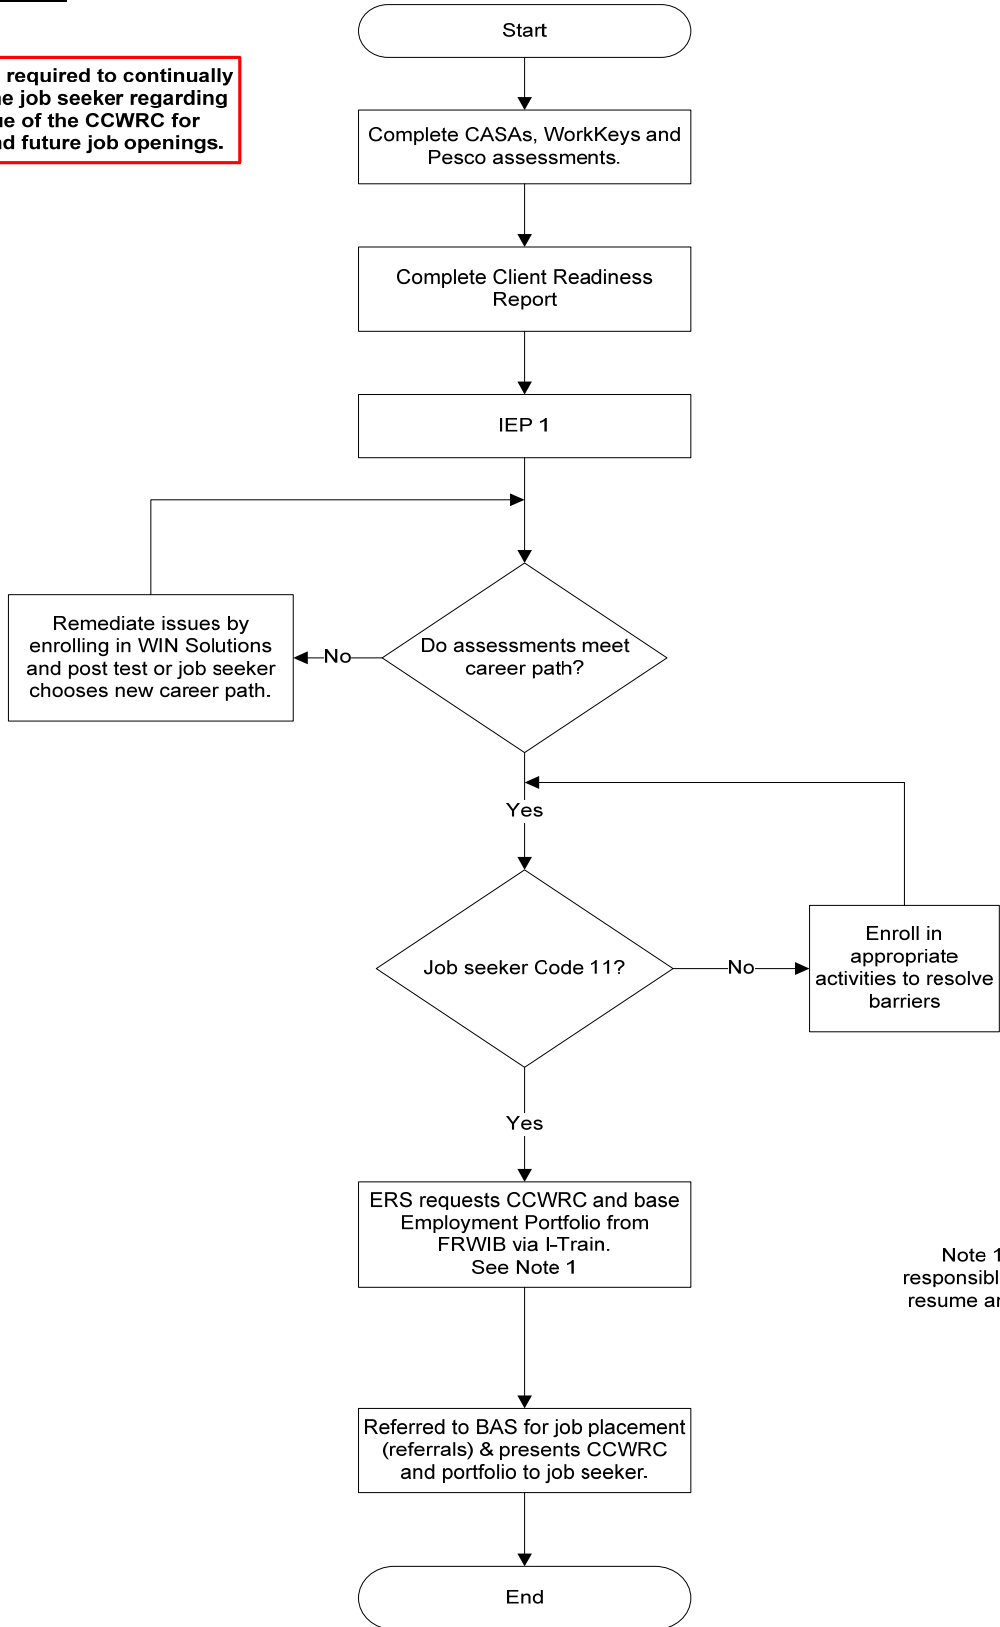 Start
required to continually
job seeker regarding
of the CCWRC for
future job openings.
Complete CASAs, WorkKeys and
Pesco assessments.
Complete Client Readiness
Report
IEP 1
Do assessments meet
career path?
No
Remediate issues by
enrolling in WIN Solutions
and post test or job seeker
chooses new career path.
Yes
Job seeker Code 11?
No
Enroll in
appropriate
activities to resolve
barriers
Yes
ERS requests CCWRC and base
Employment Portfolio from
FRWIB via I-Train.
See Note 1
Note 1
resume
Referred to BAS for job placement
(referrals) & presents CCWRC
and portfolio to job seeker.
End